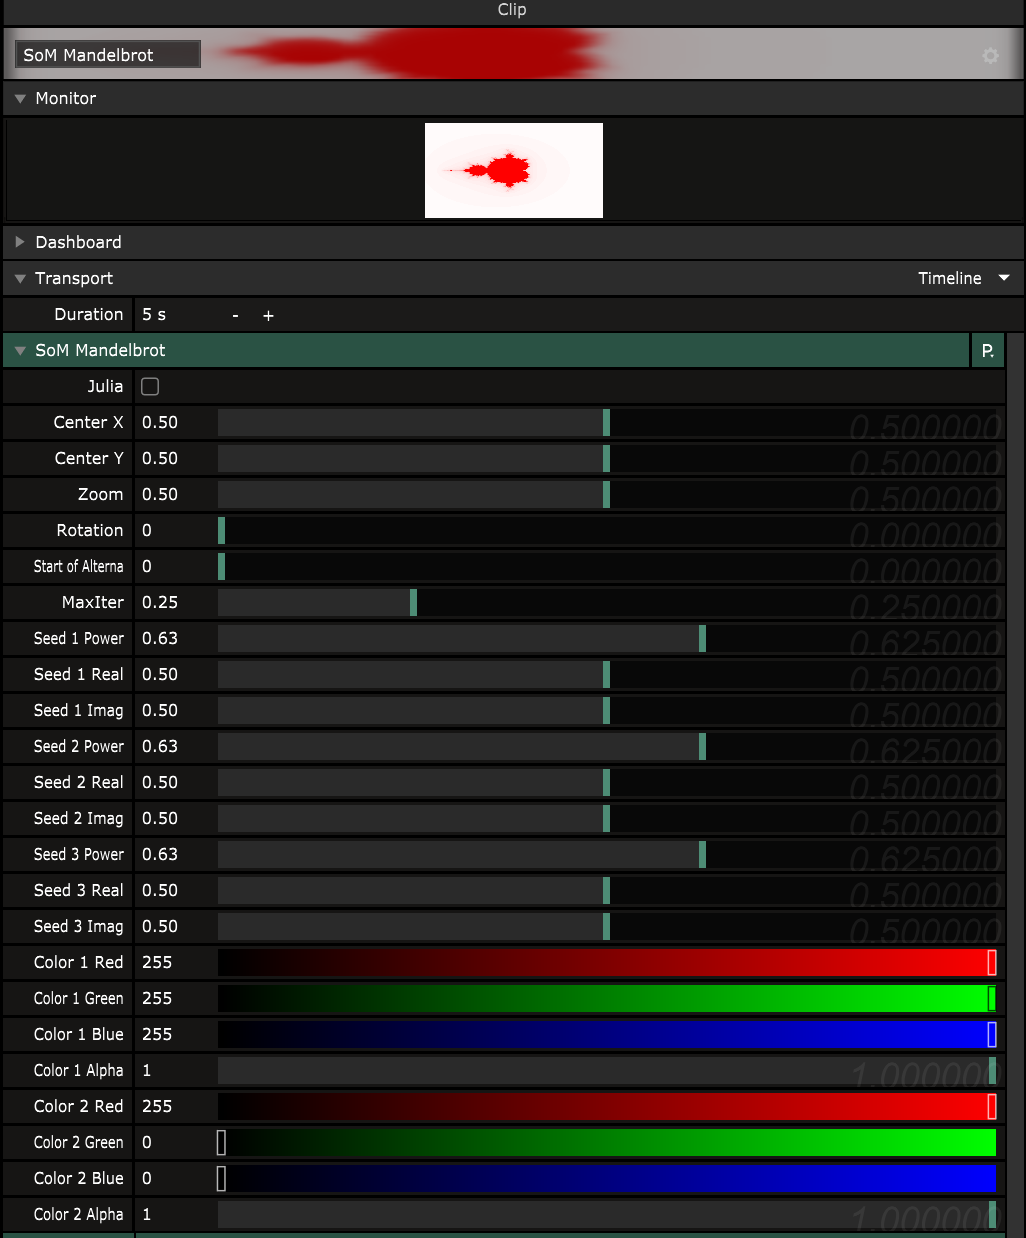 Clip
SoM Mandelbrot
Monitor
Dashboard
Transport Timeline
Duration 5 s - +
SoM Mandelbrot P.
Julia
Center X 0.50 0.500000
Center Y 0.50 0.500000
Zoom 0.50 0.500000
Rotation 0 0.000000
Start of Alterna 0 0.000000
MaxIter 0.25 0.250000
Seed 1 Power 0.63 0.625000
Seed 1 Real 0.50 0.500000
Seed 1 Imag 0.50 0.500000
Seed 2 Power 0.63 0.625000
Seed 2 Real 0.50 0.500000
Seed 2 Imag 0.50 0.500000
Seed 3 Power 0.63 0.625000
Seed 3 Real 0.50 0.500000
Seed 3 Imag 0.50 0.500000
Color 1 Red 255
Color 1 Green 255
Color 1 Blue 255
Color 1 Alpha 1 1.000000
Color 2 Red 255
Color 2 Green 0
Color 2 Blue 0
Color 2 Alpha 1 1.000000